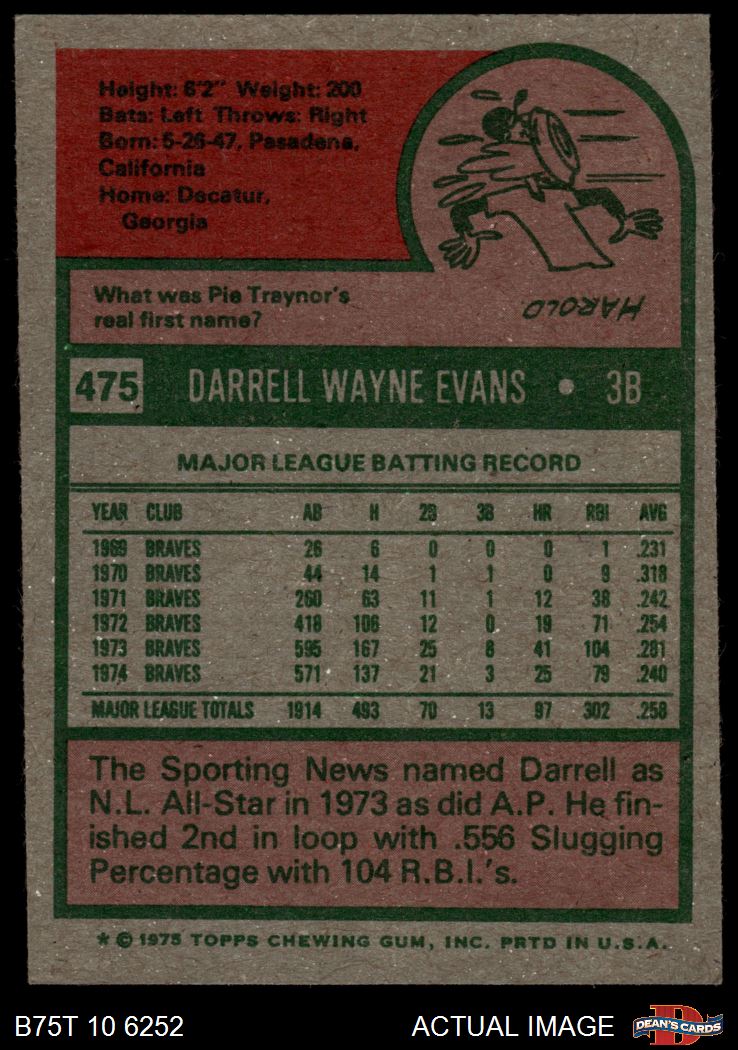 Height: 6'2" Weight: 200
Bats: Left Throws: Right
Born: 5-26-47, Pasadena,
California
Home: Decatur,
Georgia
What was Pie Traynor's
real first name?
HAROLD.
475 DARRELL WAYNE EVANS • 3B
MAJOR LEAGUE BATTING RECORD
YEAR CLUB AB H 2B 3B HR RBI AVG
1969 BRAVES 26 6 0 0 0 1 .231
1970 BRAVES 44 14 1 1 0 9 .318
1971 BRAVES 260 63 11 1 12 38 .242
1972 BRAVES 418 106 12 0 19 71 .254
1973 BRAVES 595 167 25 8 41 104 .281
1974 BRAVES 571 137 21 3 25 79 .240
MAJOR LEAGUE TOTALS 1914 493 70 13 97 302 .258
The Sporting News named Darrell as
N.L. All-Star in 1973 as did A.P. He fin-
ished 2nd in loop with .556 Slugging
Percentage with 104 R.B.I.'s.
* © 1975 TOPPS CHEWING GUM, INC. PRTD IN U.S.A.
B75T 10 6252 ACTUAL IMAGE D DEAN'S CARDS